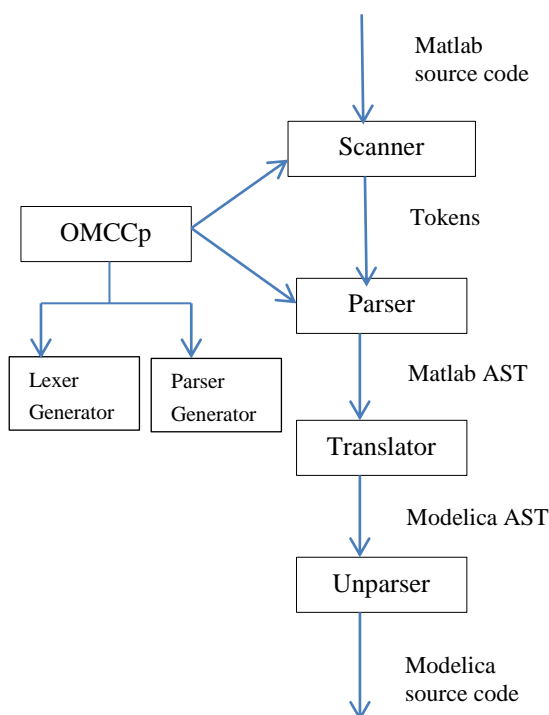 Matlab
source code
Scanner
Tokens
OMCCp
Parser
Lexer
Generator
Parser
Generator
Matlab AST
Translator
Modelica AST
Unparser
Modelica
source code